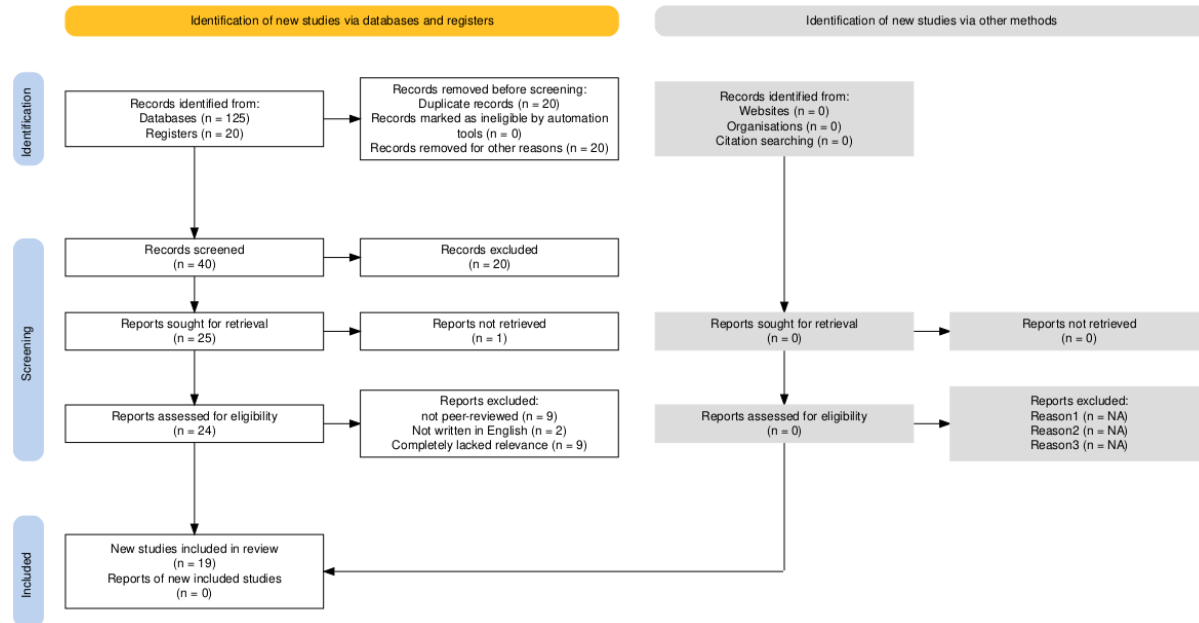 Identification of new studies via databases and registers
Identification of new studies via other methods
Identification
Records identified from:
Databases (n = 125)
Registers (n = 20)
Records removed before screening:
Duplicate records (n = 20)
Records marked as ineligible by automation
tools (n = 0)
Records removed for other reasons (n = 20)
Records identified from:
Websites (n = 0)
Organisations (n = 0)
Citation searching (n = 0)
Screening
Records screened
(n = 40)
Records excluded
(n = 20)
Reports sought for retrieval
(n = 25)
Reports not retrieved
(n = 1)
Reports sought for retrieval
(n = 0)
Reports not retrieved
(n = 0)
Reports assessed for eligibility
(n = 24)
Reports excluded:
not peer-reviewed (n = 9)
Not written in English (n = 2)
Completely lacked relevance (n = 9)
Reports assessed for eligibility
(n = 0)
Reports excluded:
Reason1 (n = NA)
Reason2 (n = NA)
Reason3 (n = NA)
Included
New studies included in review
(n = 19)
Reports of new included studies
(n = 0)